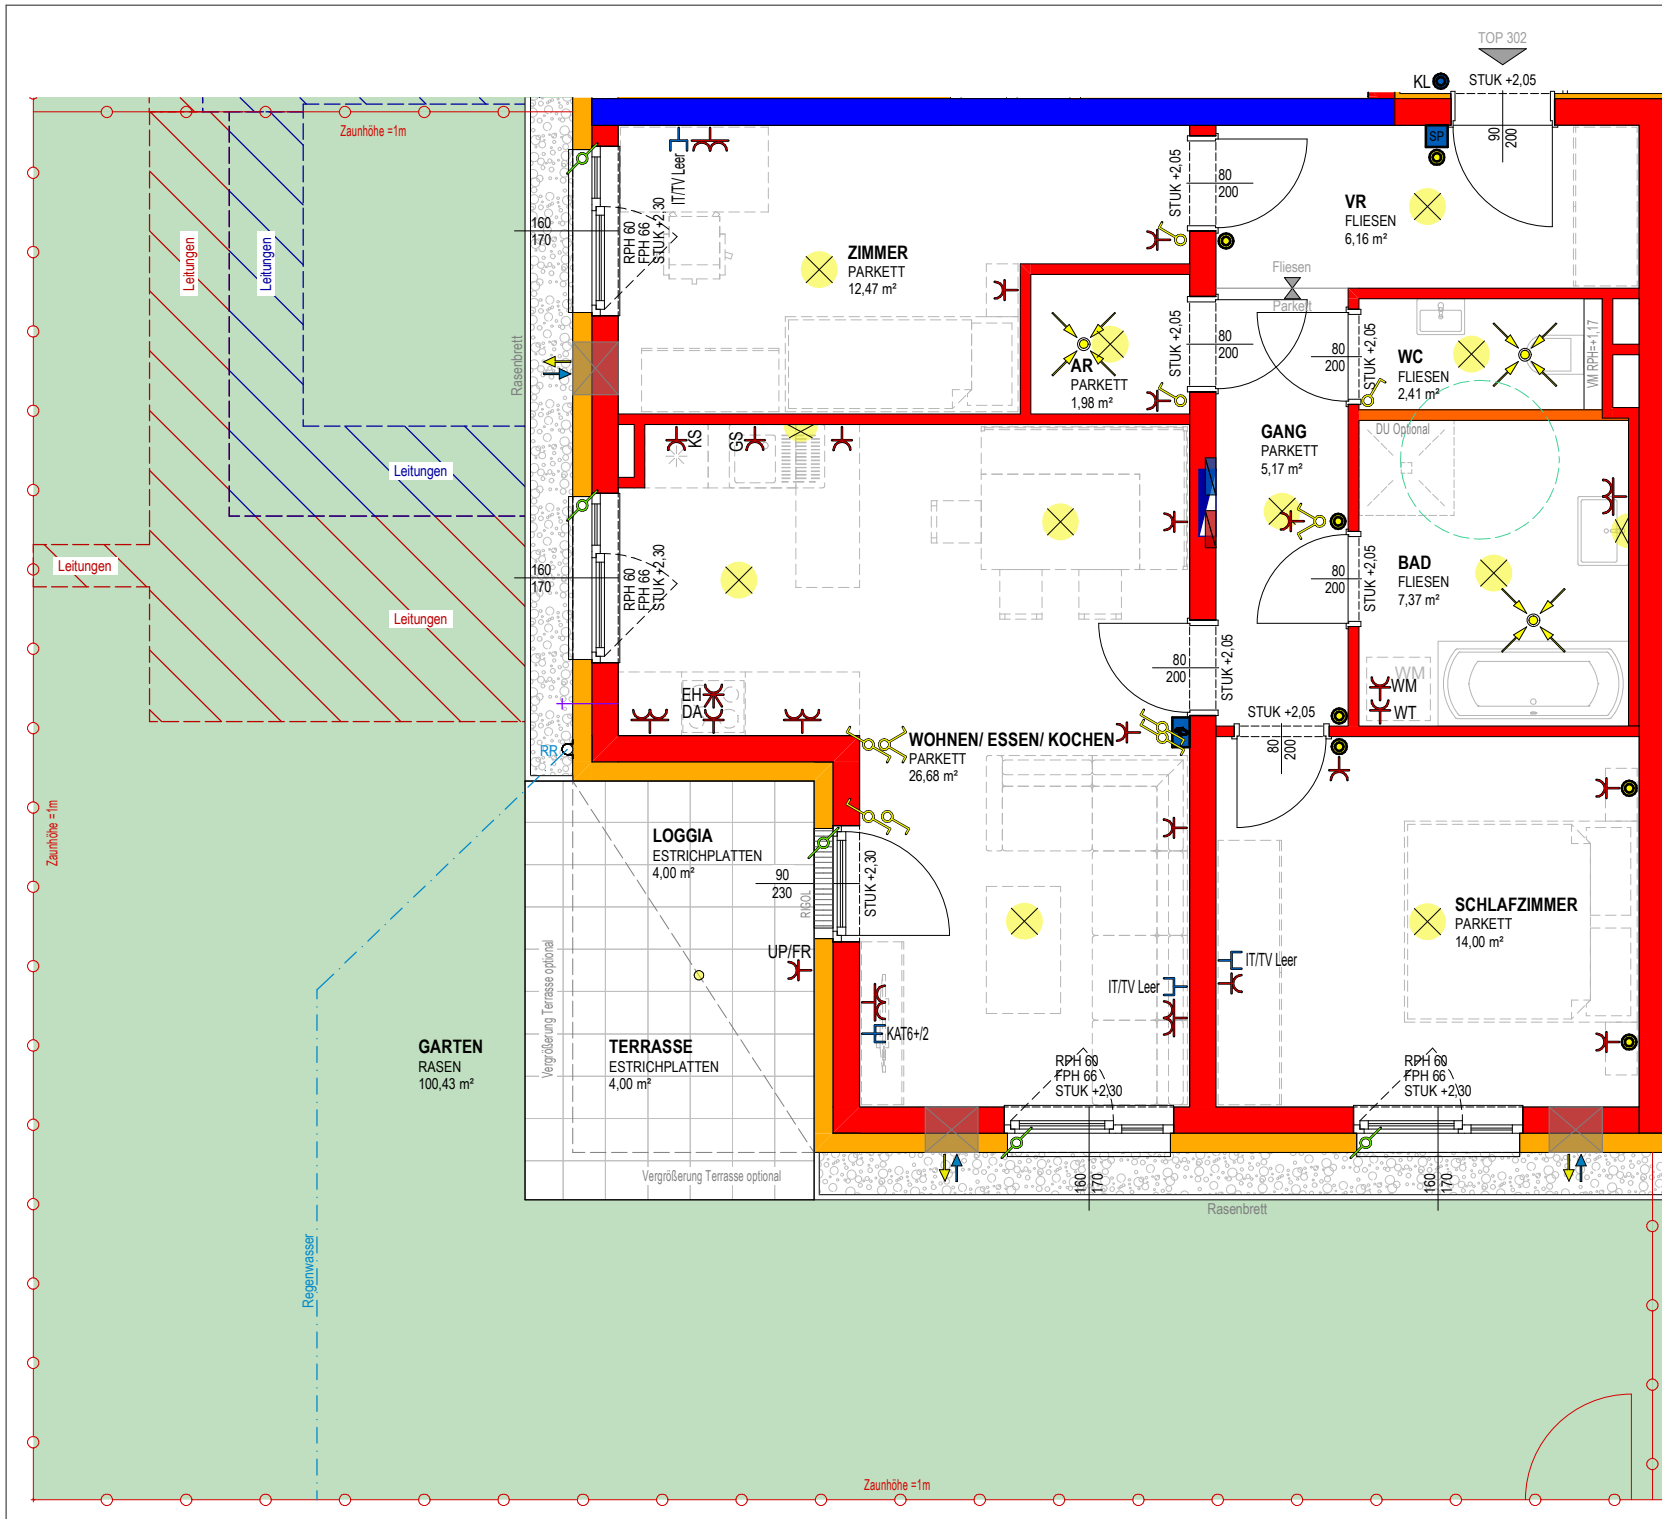 TOP 302
KL
STUK +2,05
90
200
SP
Zaunhöhe =1m
IT/TV Leer
STUK +2,05
80
200
VR
FLIESEN
6,16 m²
160
170
RPH 60
FPH 66
STUK +2,30
ZIMMER
PARKETT
12,47 m²
Leitungen
Leitungen
Fliesen
Parkett
Rasenbrett
AR
PARKETT
1,98 m²
STUK +2,05
80
200
80
200
STUK +2,05
WC
FLIESEN
2,41 m²
VM RPH=+1,17
KS
GS
GANG
PARKETT
5,17 m²
DU Optional
Leitungen
Leitungen
Leitungen
160
170
RPH 60
FPH 66
STUK +2,30
80
200
STUK +2,05
BAD
FLIESEN
7,37 m²
80
200
STUK +2,05
WM
WM
WT
EH
DA
STUK +2,05
80
200
RR
WOHNEN/ ESSEN/ KOCHEN
PARKETT
26,68 m²
Zaunhöhe =1m
LOGGIA
ESTRICHPLATTEN
4,00 m²
90
230
STUK +2,30
RIGOL
SCHLAFZIMMER
PARKETT
14,00 m²
UP/FR
IT/TV Leer
IT/TV Leer
KAT6+/2
Vergrößerung Terrasse optional
GARTEN
RASEN
100,43 m²
TERRASSE
ESTRICHPLATTEN
4,00 m²
RPH 60
FPH 66
STUK +2,30
RPH 60
FPH 66
STUK +2,30
Vergrößerung Terrasse optional
160
170
160
170
Rasenbrett
Regenwasser
Zaunhöhe =1m